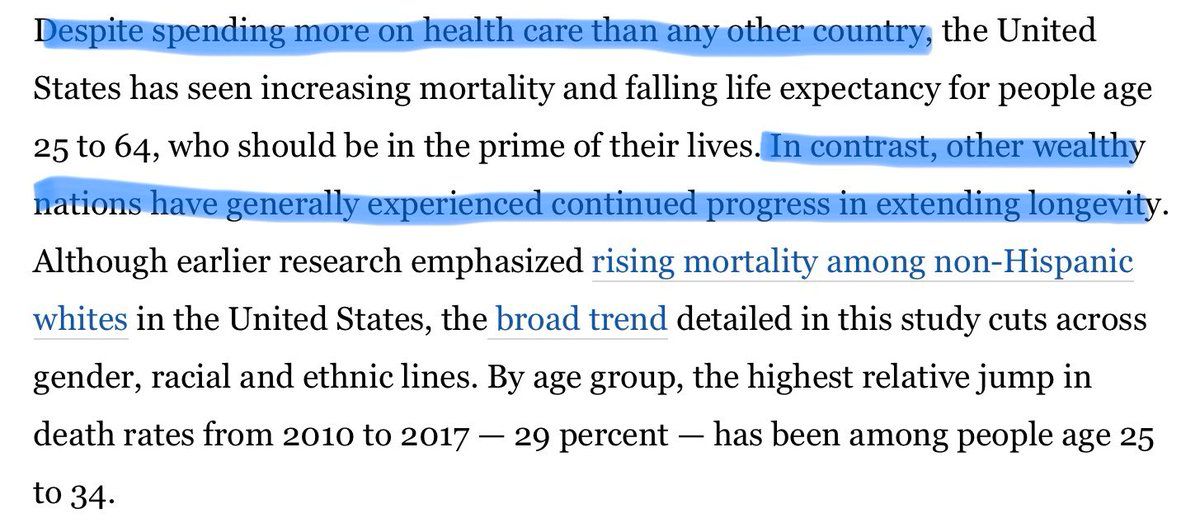 Despite spending more on health care than any other country, the United
States has seen increasing mortality and falling life expectancy for people age
25 to 64, who should be in the prime of their lives. In contrast, other wealthy
nations have generally experienced continued progress in extending longevity.
Although earlier research emphasized rising mortality among non-Hispanic
whites in the United States, the broad trend detailed in this study cuts across
gender, racial and ethnic lines. By age group, the highest relative jump in
death rates from 2010 to 2017 — 29 percent — has been among people age 25
to 34.